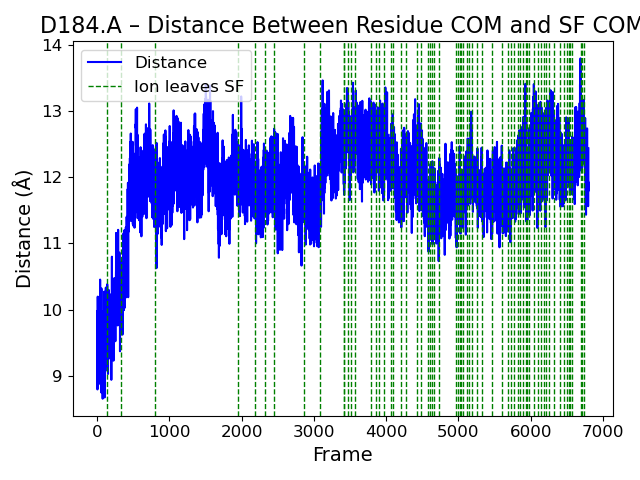 D184.A – Distance Between Residue COM and SF COM
Distance
Ion leaves SF
14
13
12
11
10
9
Distance (Å)
0 1000 2000 3000 4000 5000 6000 7000
Frame